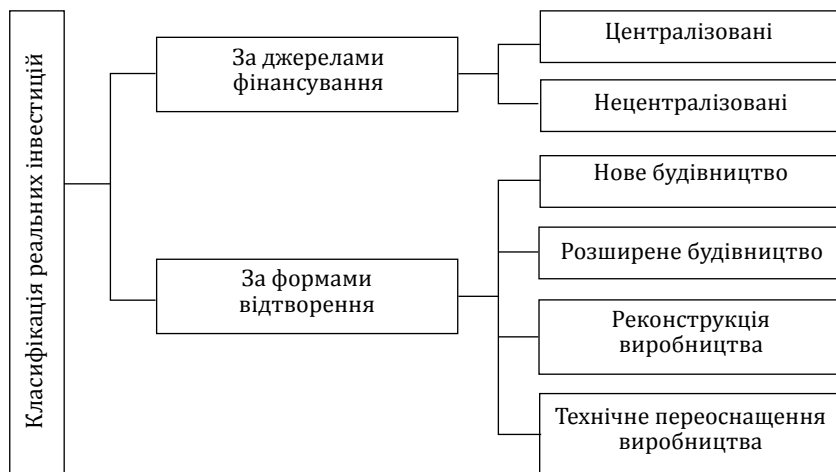 Класифікація реальних інвестицій
За джерелами
фінансування
Централізовані
Нецентралізовані
За формами
відтворення
Нове будівництво
Розширене будівництво
Реконструкція
виробництва
Технічне переоснащення
виробництва